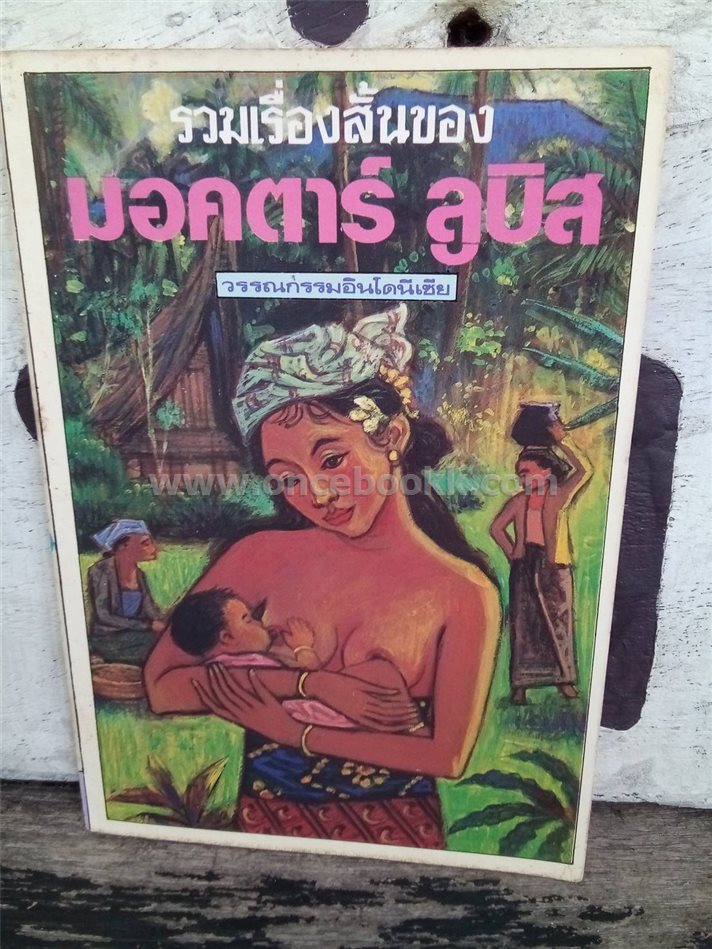 รวมเรื่องสั้นของ
มอคตาร์ ลูบิส
วรรณกรรมอินโดนีเซีย
www.oncebookk.com